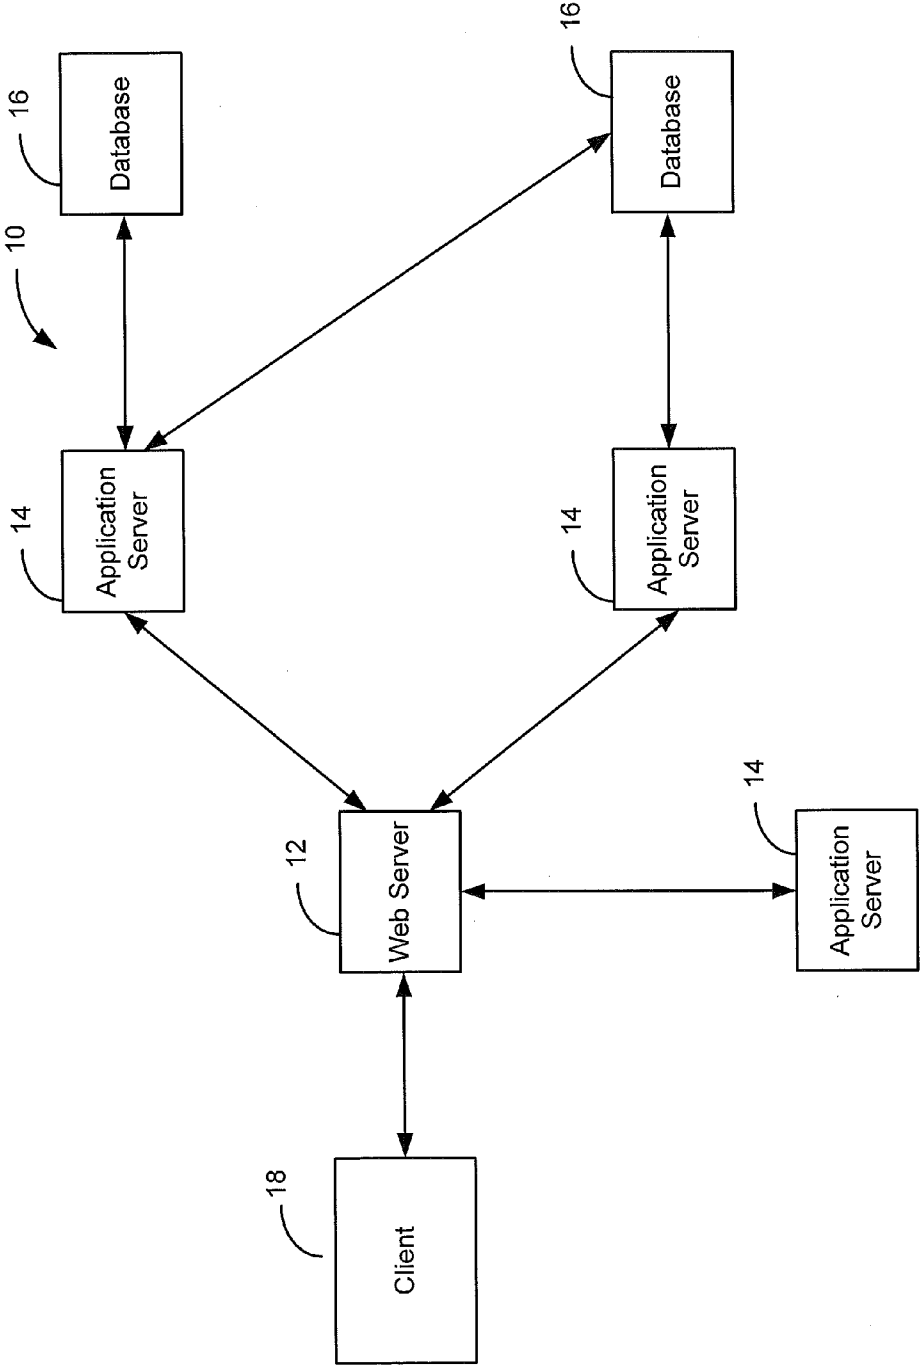 10
18
Client
12
Web Server
14
Application
Server
14
Application
Server
14
Application
Server
16
Database
16
Database